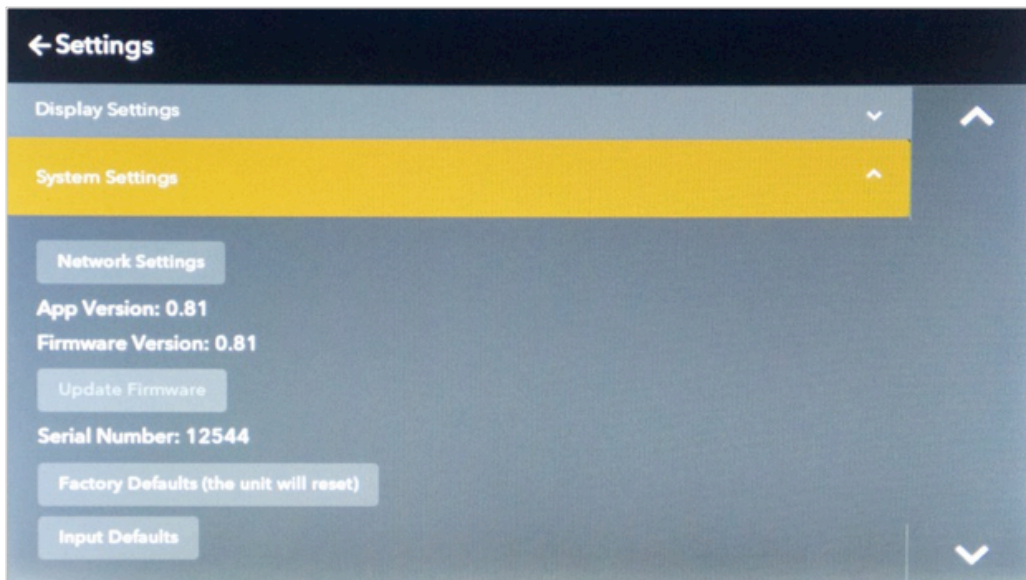 Settings
Display Settings
System Settings
Network Settings
App Version: 0.81
Firmware Version: 0.81
Update Firmware
Serial Number: 12544
Factory Defaults (the unit will reset)
Input Defaults